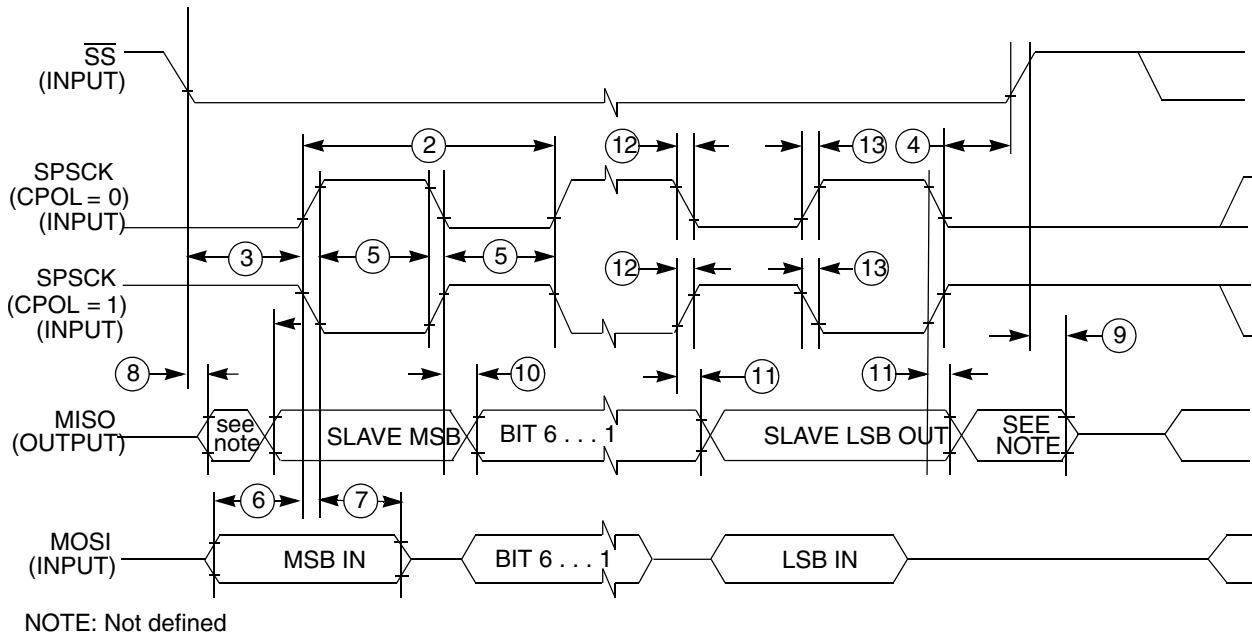 SS
(INPUT)
2
12
13
4
SPSCK
(CPOL = 0)
(INPUT)
3
5
5
12
13
SPSCK
(CPOL = 1)
(INPUT)
9
8
10
11
11
MISO
(OUTPUT)
see
note
SLAVE MSB
BIT 6 . . . 1
SLAVE LSB OUT
SEE
NOTE
6
7
MOSI
(INPUT)
MSB IN
BIT 6 . . . 1
LSB IN
NOTE: Not defined